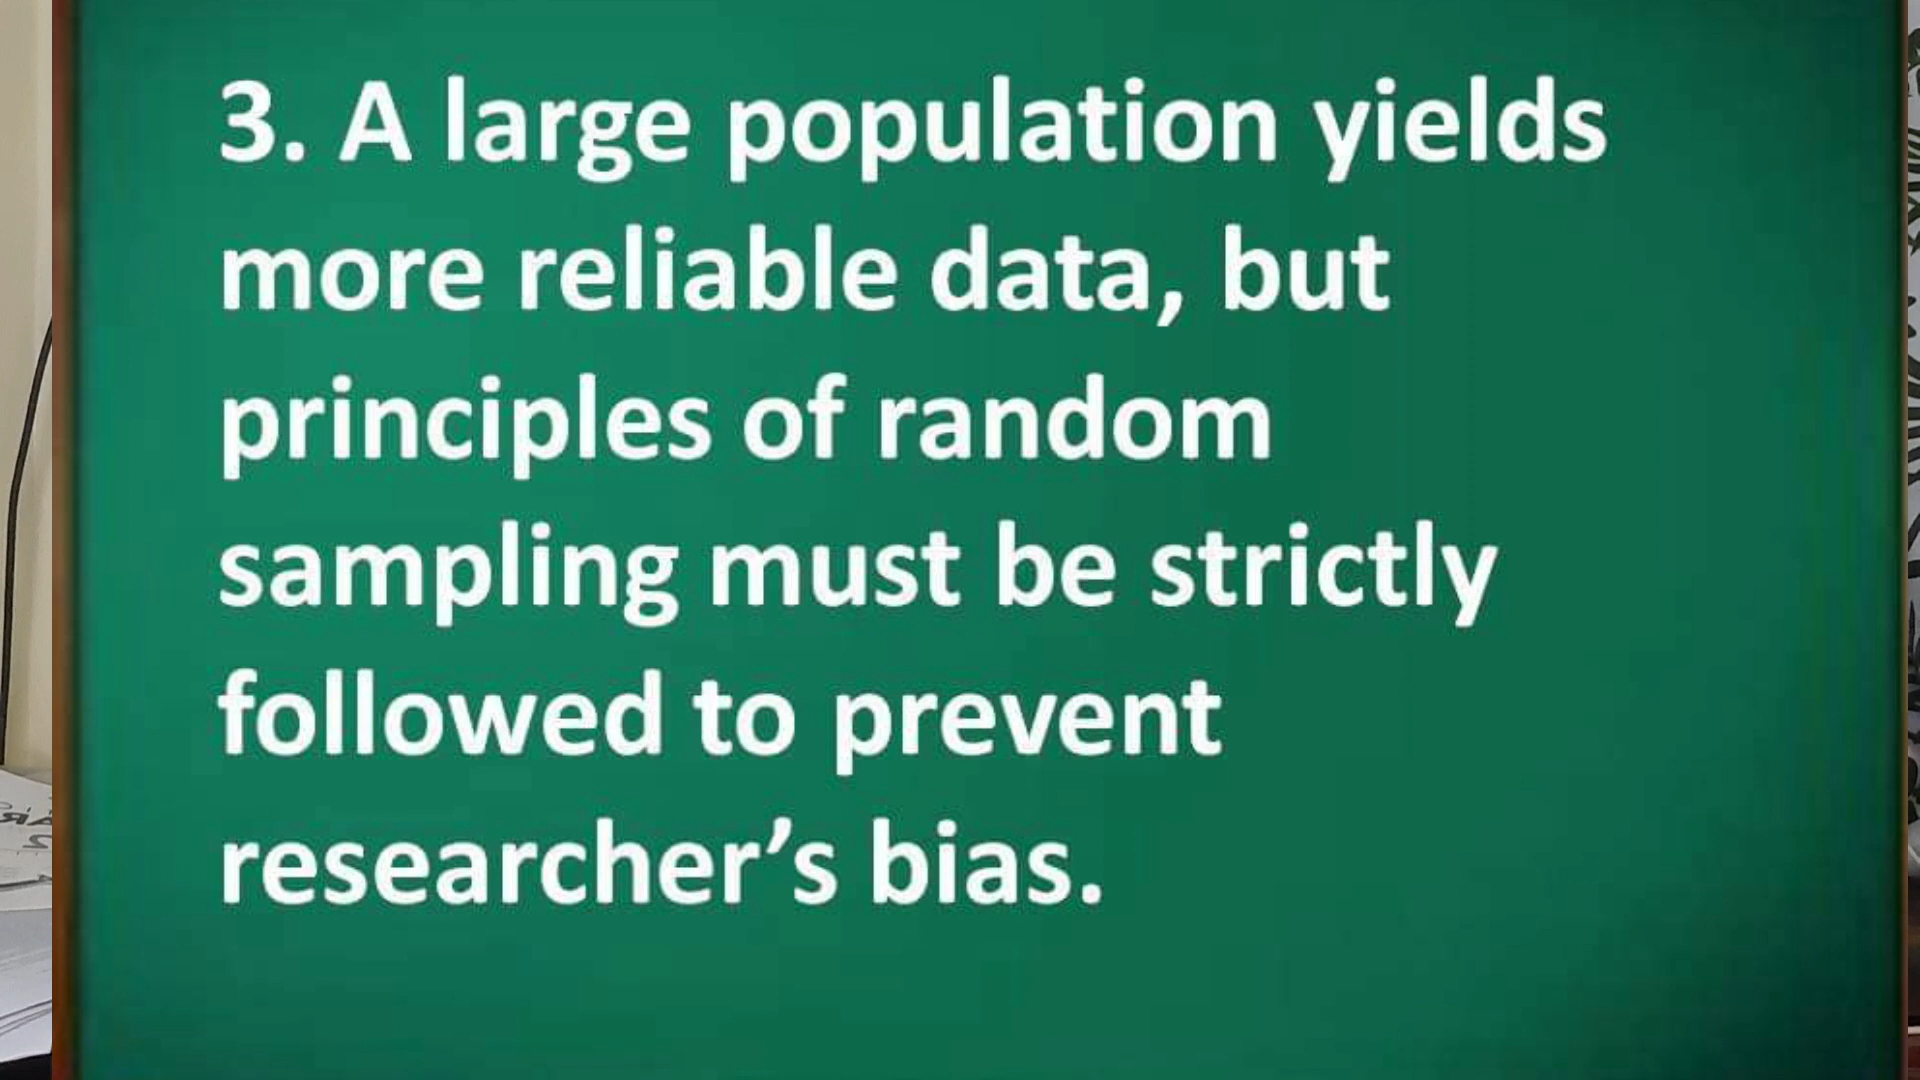 3. A large population yields
more reliable data, but
principles of random
sampling must be strictly
followed to prevent
researcher’s bias.